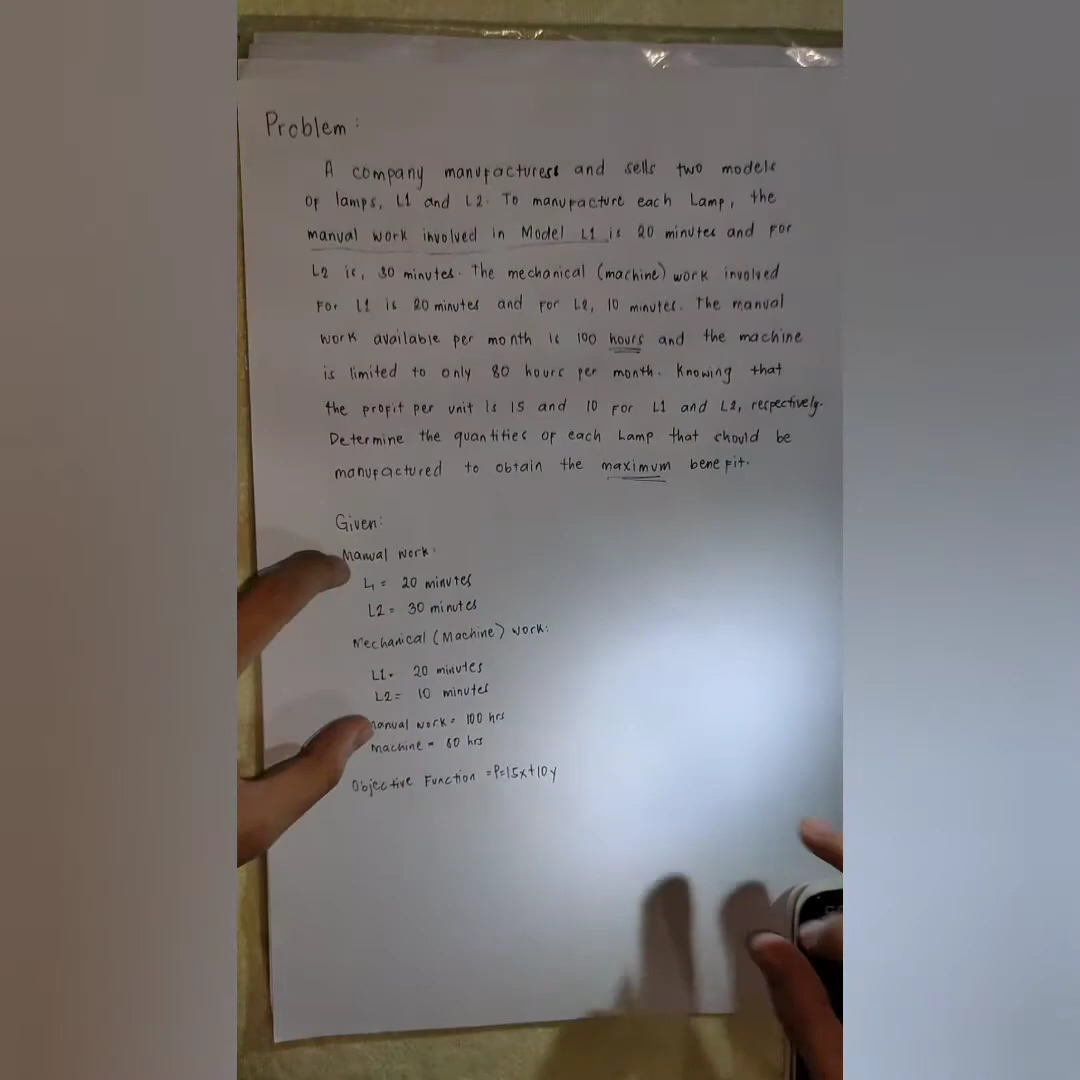 Problem:
A company manufactures and sells two models
of lamps, L1 and L2. To manufacture each Lamp, the
manual work involved in Model L1 is 20 minutes and for
L2 is, 30 minutes. The mechanical (machine) work involved
for L1 is 20 minutes and for L2, 10 minutes. The manual
work available per month is 100 hours and the machine
is limited to only 80 hours per month. Knowing that
the profit per unit is 15 and 10 for L1 and L2, respectively.
Determine the quantities of each Lamp that should be
manufactured to obtain the maximum benefit.
Given:
Manual work:
L1 = 20 minutes
L2 = 30 minutes
Mechanical (Machine) work:
L1= 20 minutes
L2= 10 minutes
Manual work= 100 hrs
Machine = 80 hrs
Objective Function =P=15x+10y